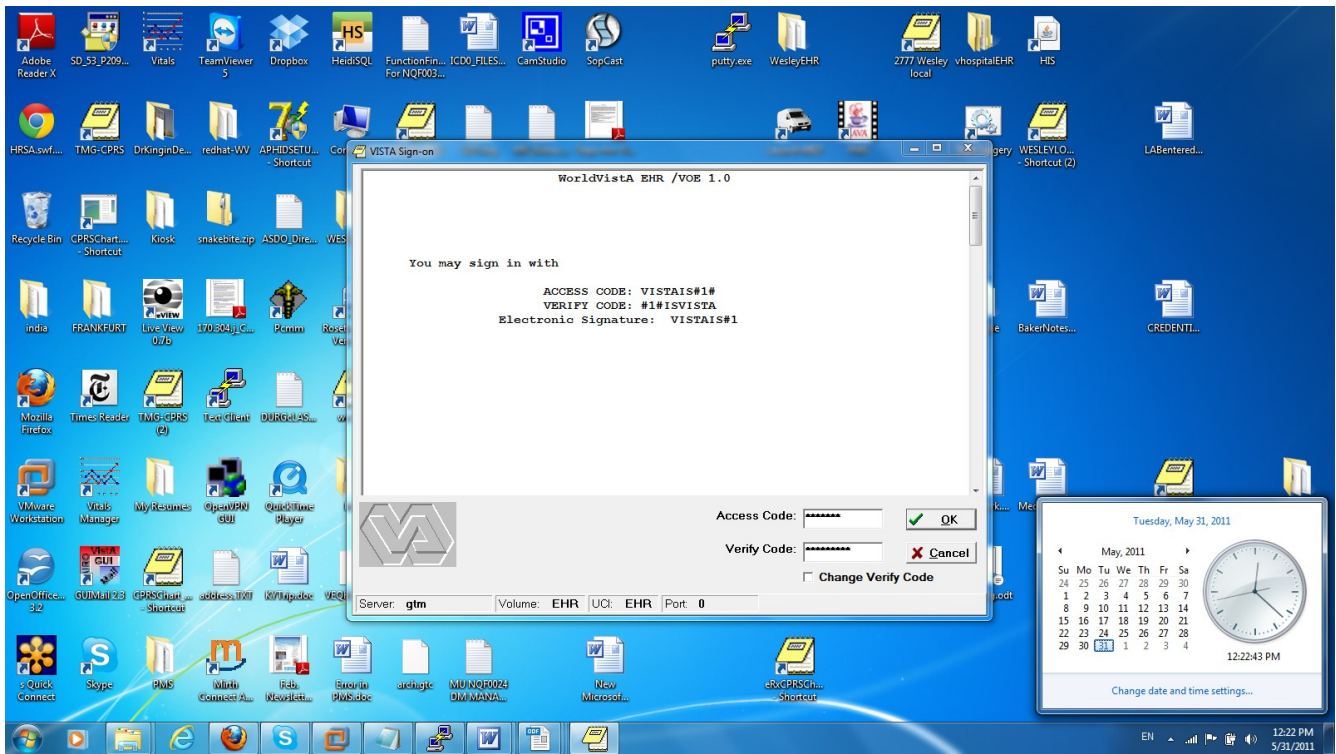 Adobe Reader X
SD_53_P209...
Vitals
TeamViewer 5
Dropbox
HS
HeidiSQL
FunctionFin... For NQF003...
ICD0_FILES...
CamStudio
SopCast
putty.exe
WesleyEHR
2777 Wesley local
vhospitalEHR
HIS
HRSA.swf....
TMG-CPRS
DrKinginDe...
redhat-WV
APHIDSETU... - Shortcut
WESLEYLO... - Shortcut (2)
LABentered...
Recycle Bin
CPRSChart.... - Shortcut
Kiosk
snakebite.zip
ASDO_Dire...
india
FRANKFURT
Live View 0.7b
170.304.j_C...
Pcmm
BakerNotes...
CREDENTI...
Mozilla Firefox
Times Reader
TMG-CPRS (2)
Text Client
VMware Workstation
Vitals Manager
My Resumes
OpenVPN GUI
QuickTime Player
OpenOffice... 3.2
VistA GUI Mail
GUIMail 2.3
CPRSChart_... - Shortcut
address.TXT
KVTrip.doc
s Quick Connect
Skype
PMS
Mirth Connect A...
Feb. Newslett...
Error in PMS.doc
arch.gtc
MU NQF0024 DM MANA...
New Microsof...
eRxCPRSCh... - Shortcut
VISTA Sign-on
WorldVistA EHR /VOE 1.0
You may sign in with
ACCESS CODE: VISTAIS#1#
VERIFY CODE: #1#ISVISTA
Electronic Signature: VISTAIS#1
Access Code: *******
OK
Verify Code: *********
Cancel
Change Verify Code
Server: gtm Volume: EHR UCI: EHR Port: 0
Tuesday, May 31, 2011
May, 2011
Su Mo Tu We Th Fr Sa
24 25 26 27 28 29 30
1 2 3 4 5 6 7
8 9 10 11 12 13 14
15 16 17 18 19 20 21
22 23 24 25 26 27 28
29 30 31 1 2 3 4
12:22:43 PM
Change date and time settings...
EN
12:22 PM
5/31/2011